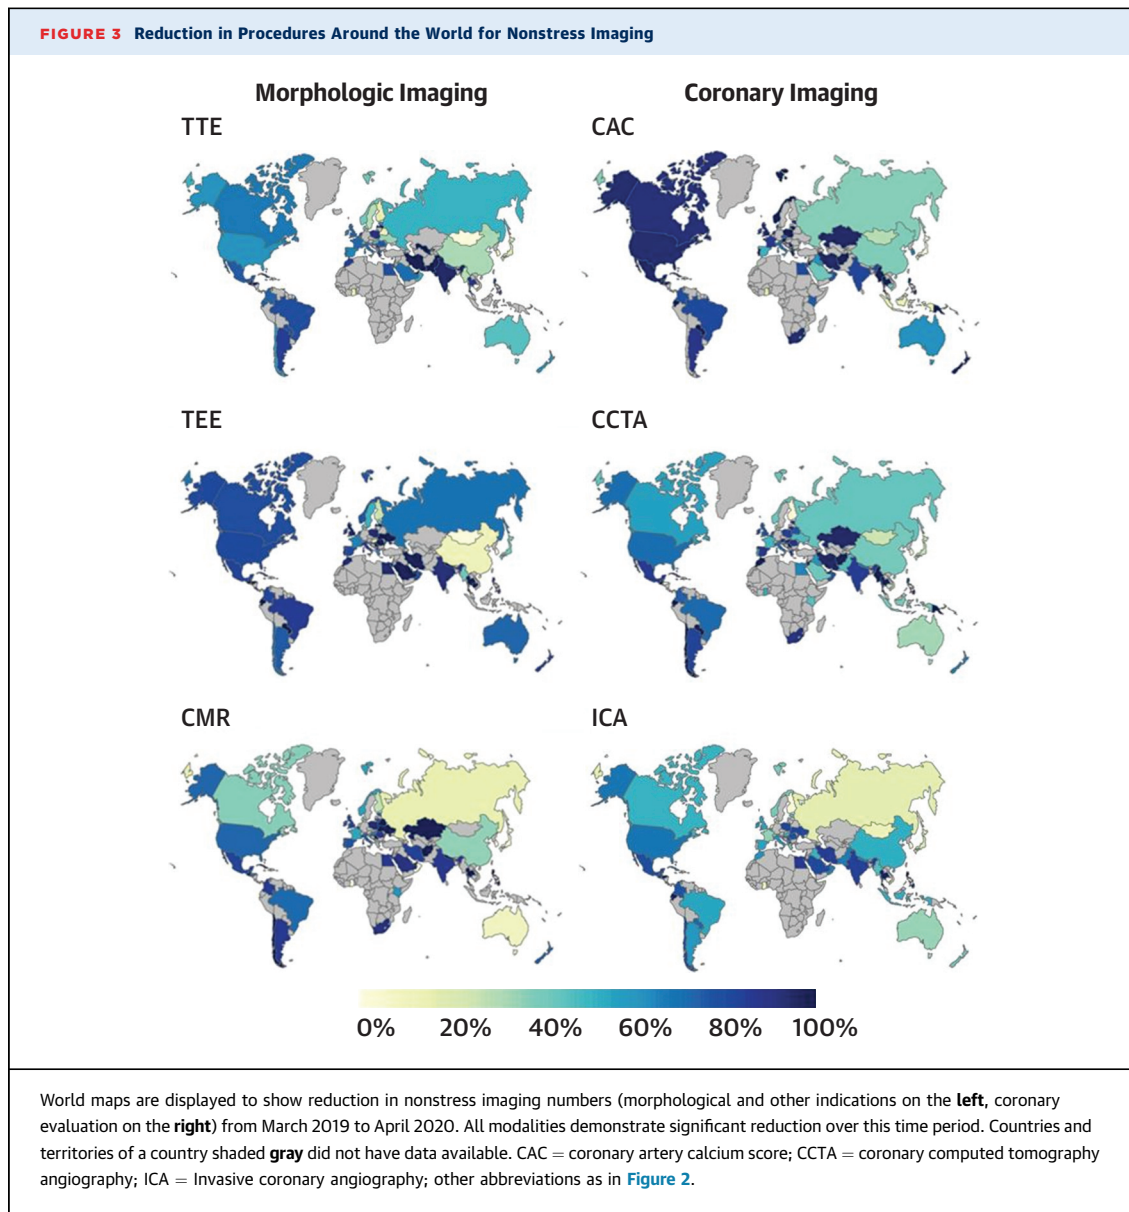 FIGURE 3 Reduction in Procedures Around the World for Nonstress Imaging
Morphologic Imaging
Coronary Imaging
TTE
CAC
TEE
CCTA
CMR
ICA
0% 20% 40% 60% 80% 100%
World maps are displayed to show reduction in nonstress imaging numbers (morphological and other indications on the left, coronary
evaluation on the right) from March 2019 to April 2020. All modalities demonstrate significant reduction over this time period. Countries and
territories of a country shaded gray did not have data available. CAC = coronary artery calcium score; CCTA = coronary computed tomography
angiography; ICA = Invasive coronary angiography; other abbreviations as in Figure 2.